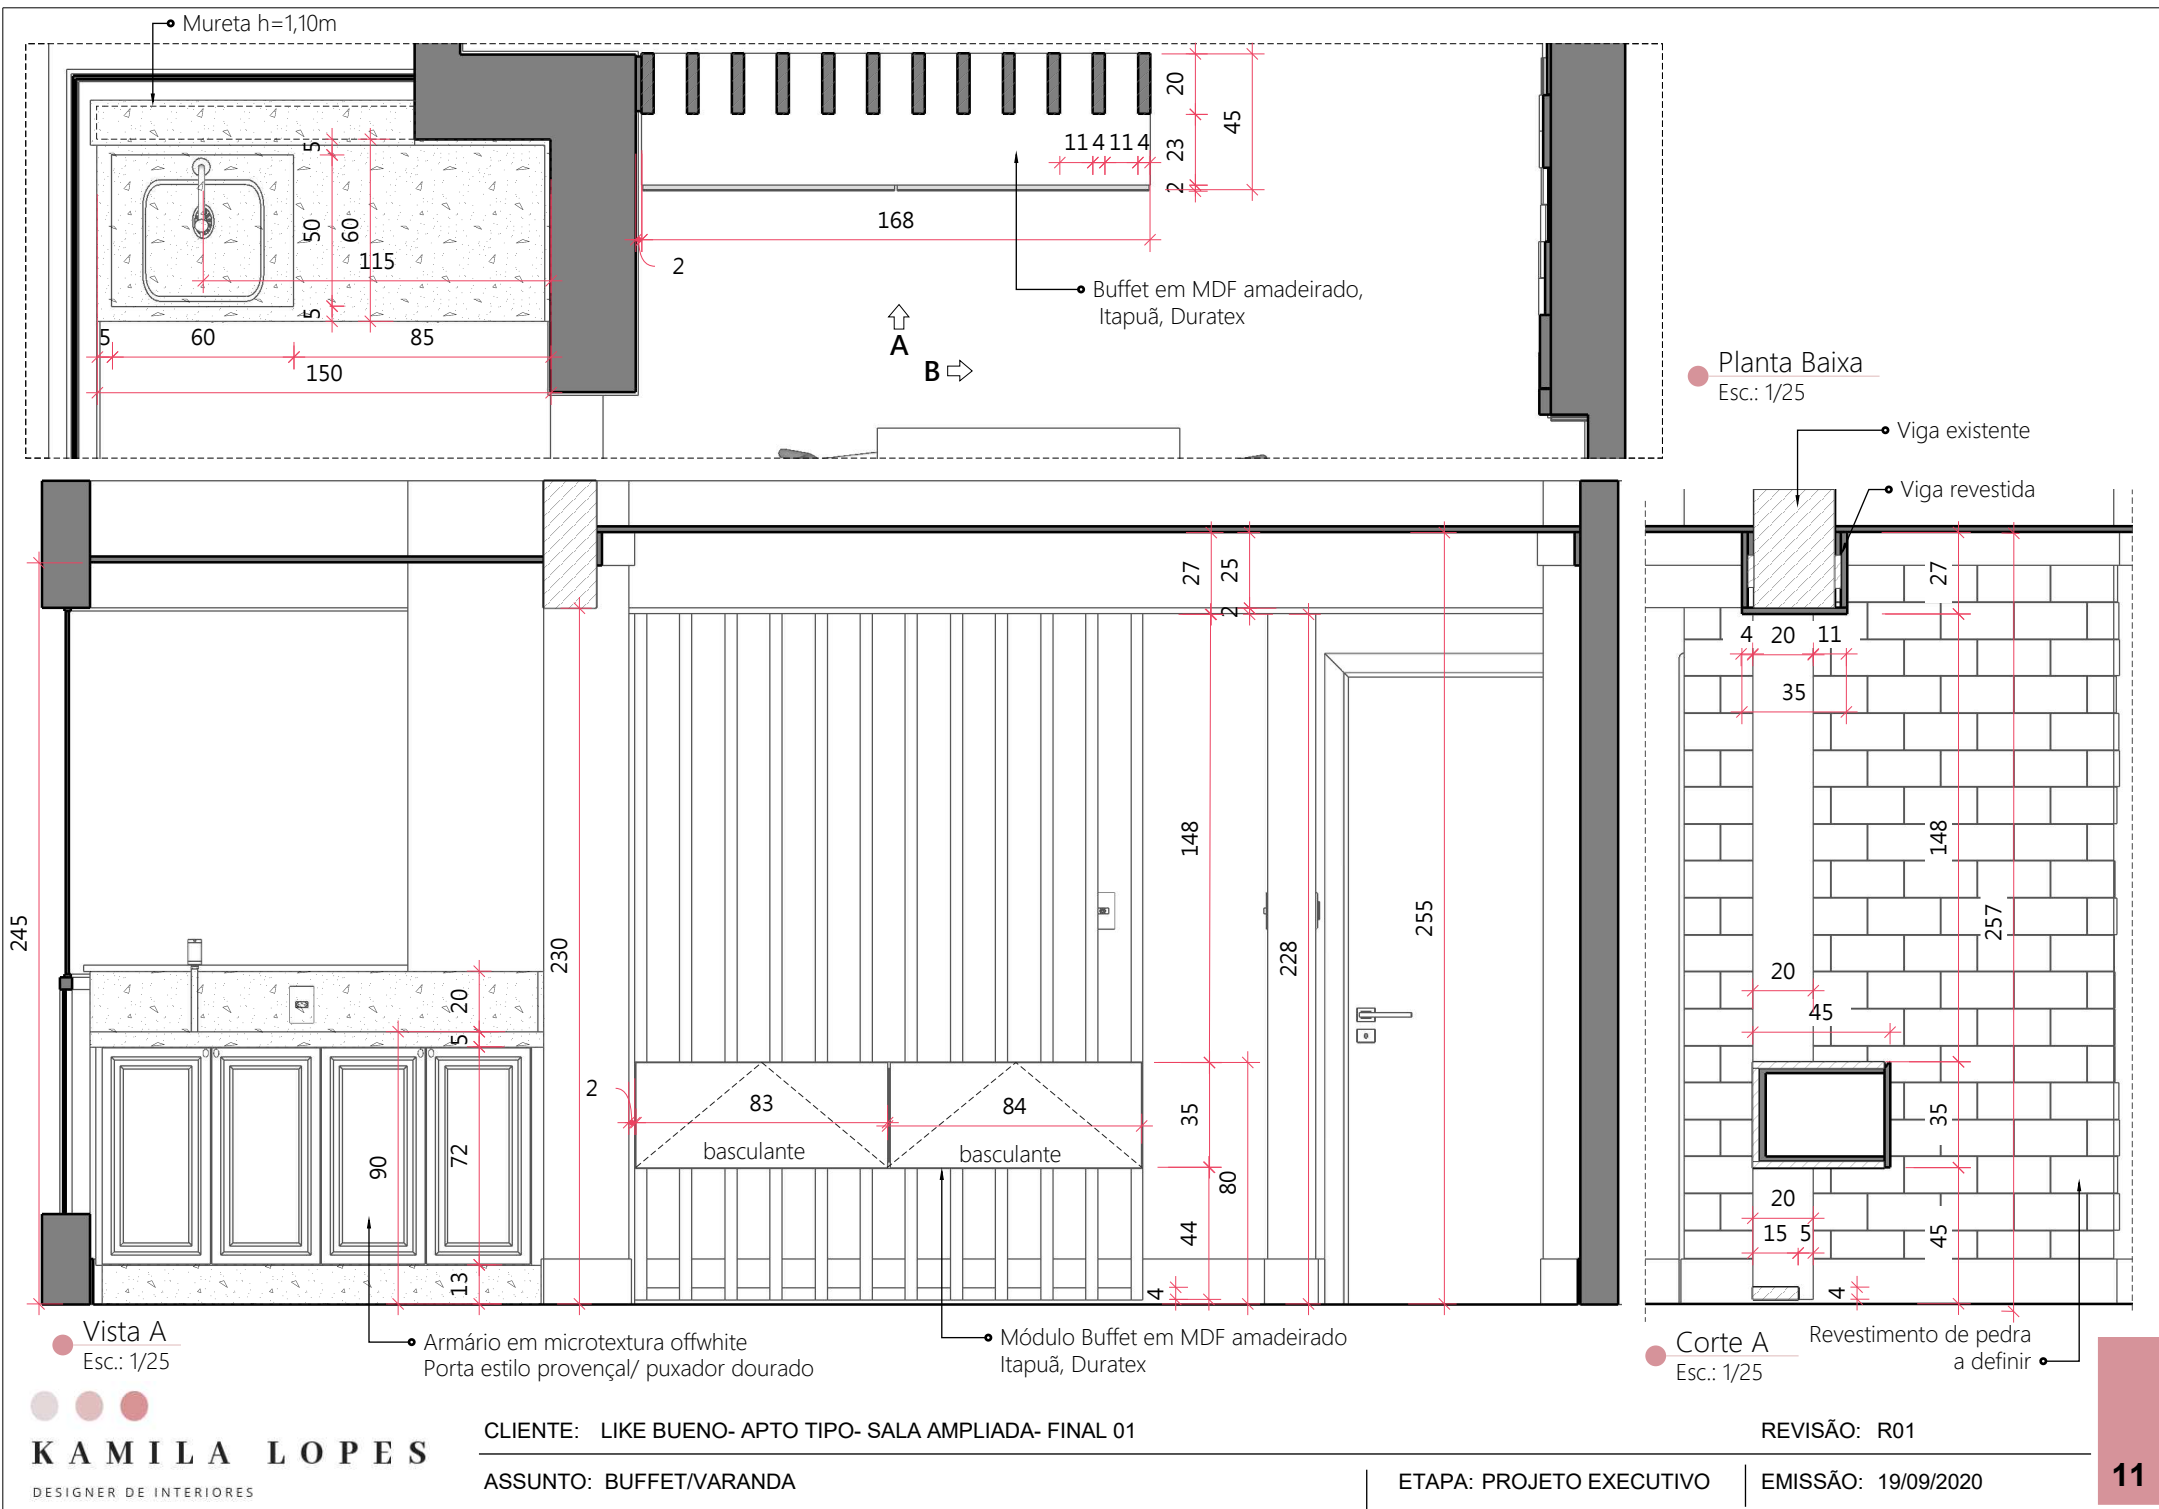 Mureta h=1,10m
20
45
11 4 11 4
23
2
5
50
60
115
5
168
2
5
60
85
150
Buffet em MDF amadeirado,
Itapuã, Duratex
A
B
Planta Baixa
Esc.: 1/25
Viga existente
Viga revestida
27
25
2
27
4
20
11
35
148
148
245
230
228
255
257
20
45
20
5
2
83
84
basculante
basculante
90
72
35
80
44
35
20
15
5
45
13
4
4
Vista A
Esc.: 1/25
Armário em microtextura offwhite
Porta estilo provençal/ puxador dourado
Módulo Buffet em MDF amadeirado
Itapuã, Duratex
Corte A
Esc.: 1/25
Revestimento de pedra
a definir
KAMILA LOPES
DESIGNER DE INTERIORES
CLIENTE: LIKE BUENO- APTO TIPO- SALA AMPLIADA- FINAL 01
REVISÃO: R01
ASSUNTO: BUFFET/VARANDA
ETAPA: PROJETO EXECUTIVO
EMISSÃO: 19/09/2020
11